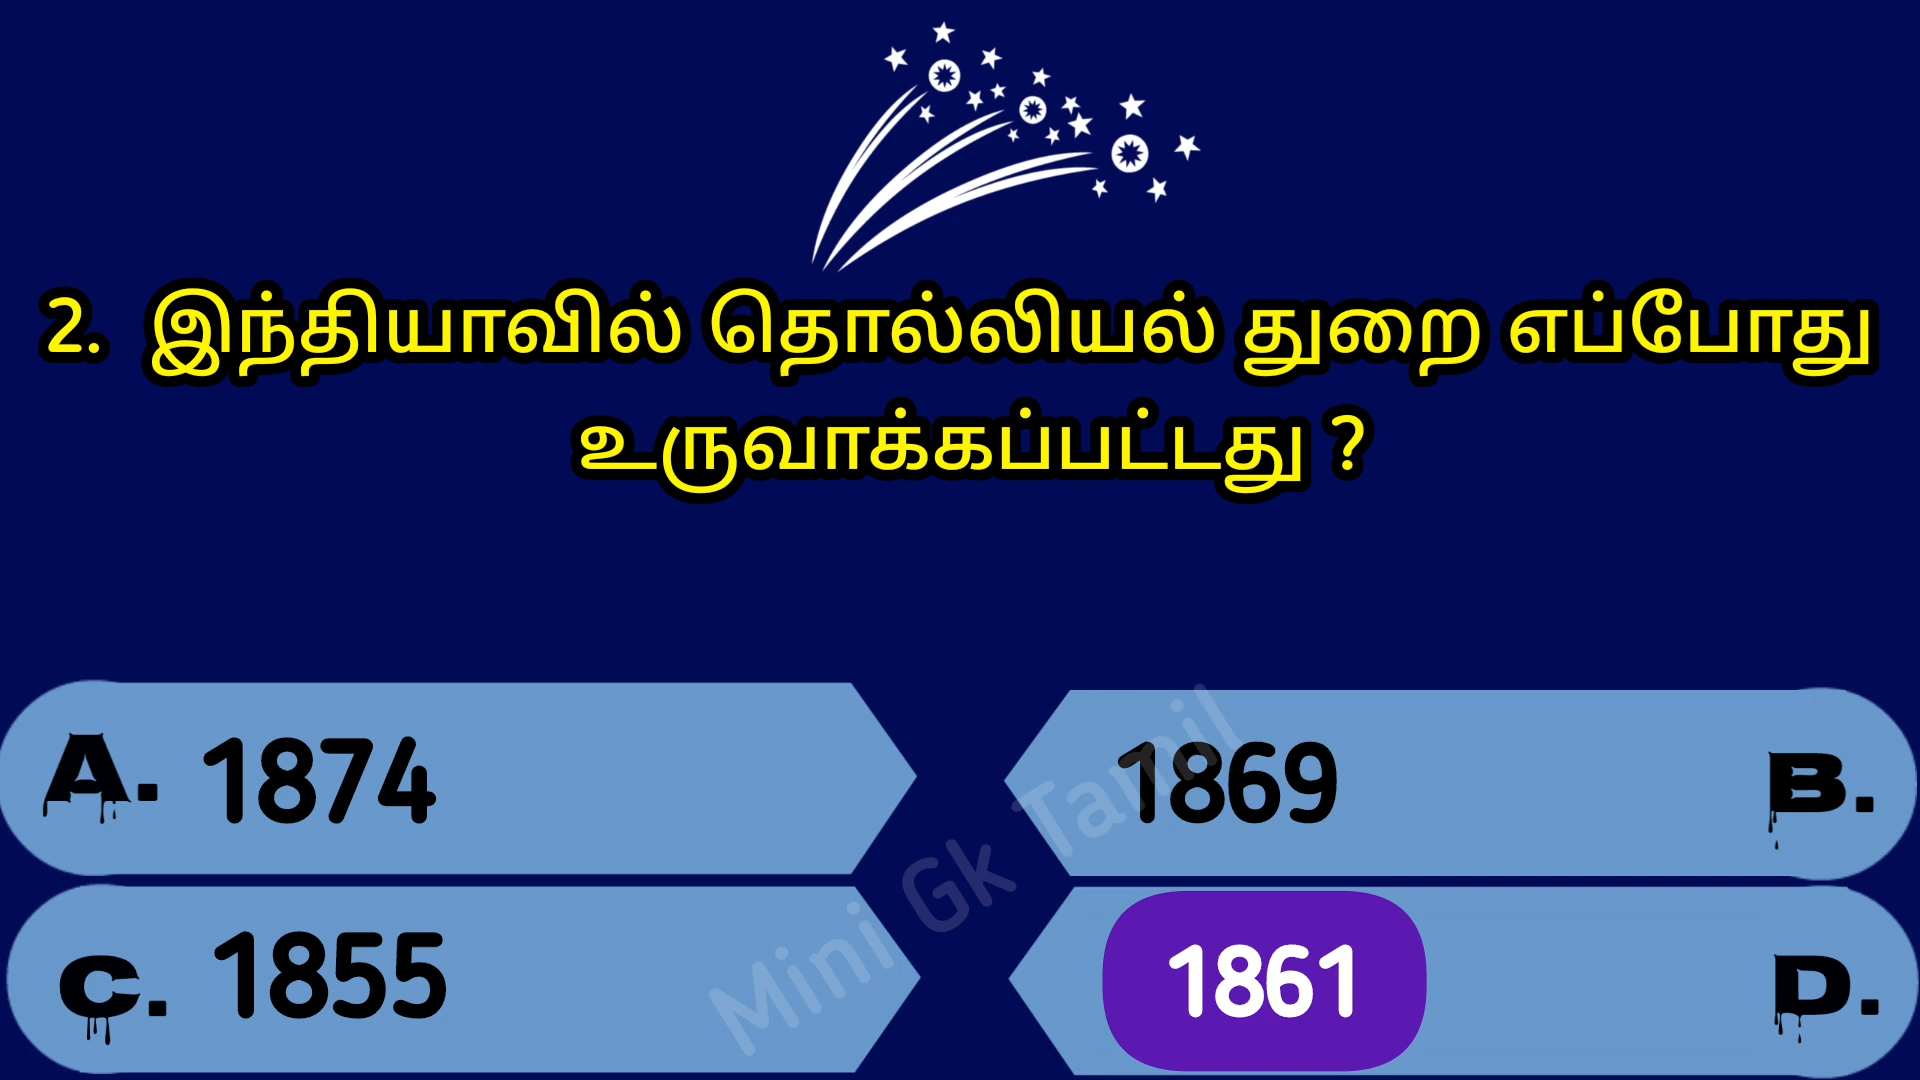 2. இந்தியாவில் தொல்லியல் துறை எப்போது
உருவாக்கப்பட்டது ?
A. 1874
1869 B.
C. 1855
1861 D.
Mini Gk Tamil